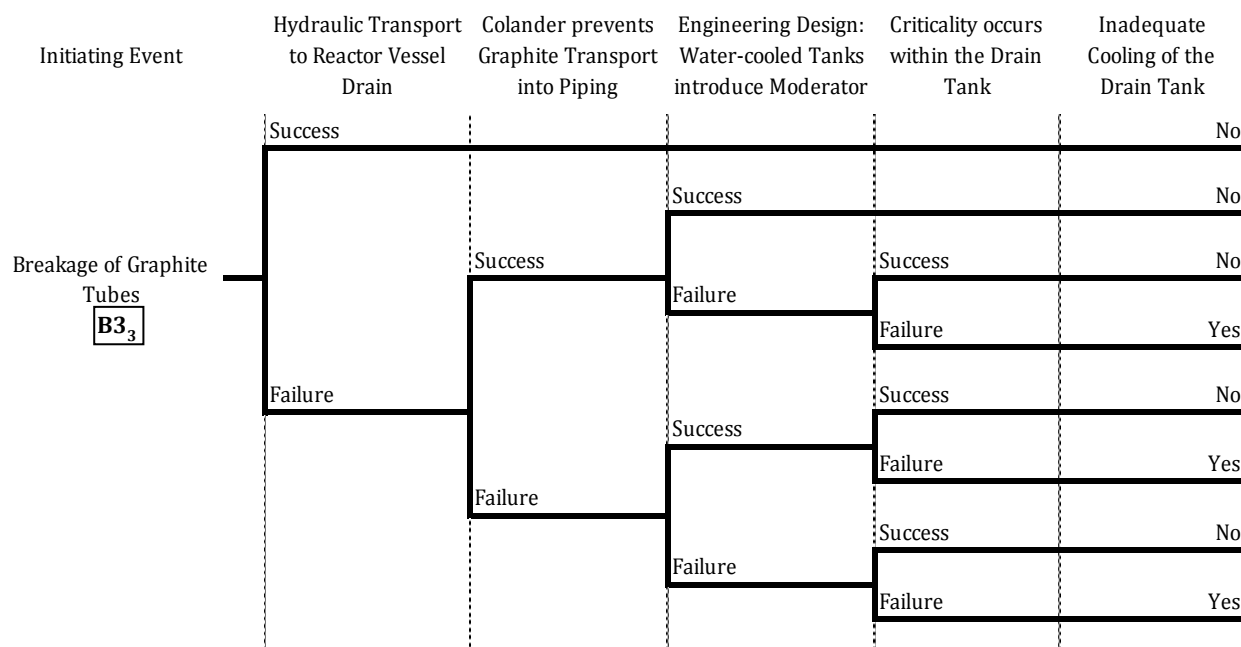 Initiating Event
Hydraulic Transport
to Reactor Vessel
Drain
Colander prevents
Graphite Transport
into Piping
Engineering Design:
Water-cooled Tanks
introduce Moderator
Criticality occurs
within the Drain
Tank
Inadequate
Cooling of the
Drain Tank
Success
No
Success
No
Breakage of Graphite
Tubes
B3₃
Success
Success
No
Failure
Failure
Yes
Failure
Success
No
Success
Failure
Yes
Failure
Success
No
Failure
Failure
Yes